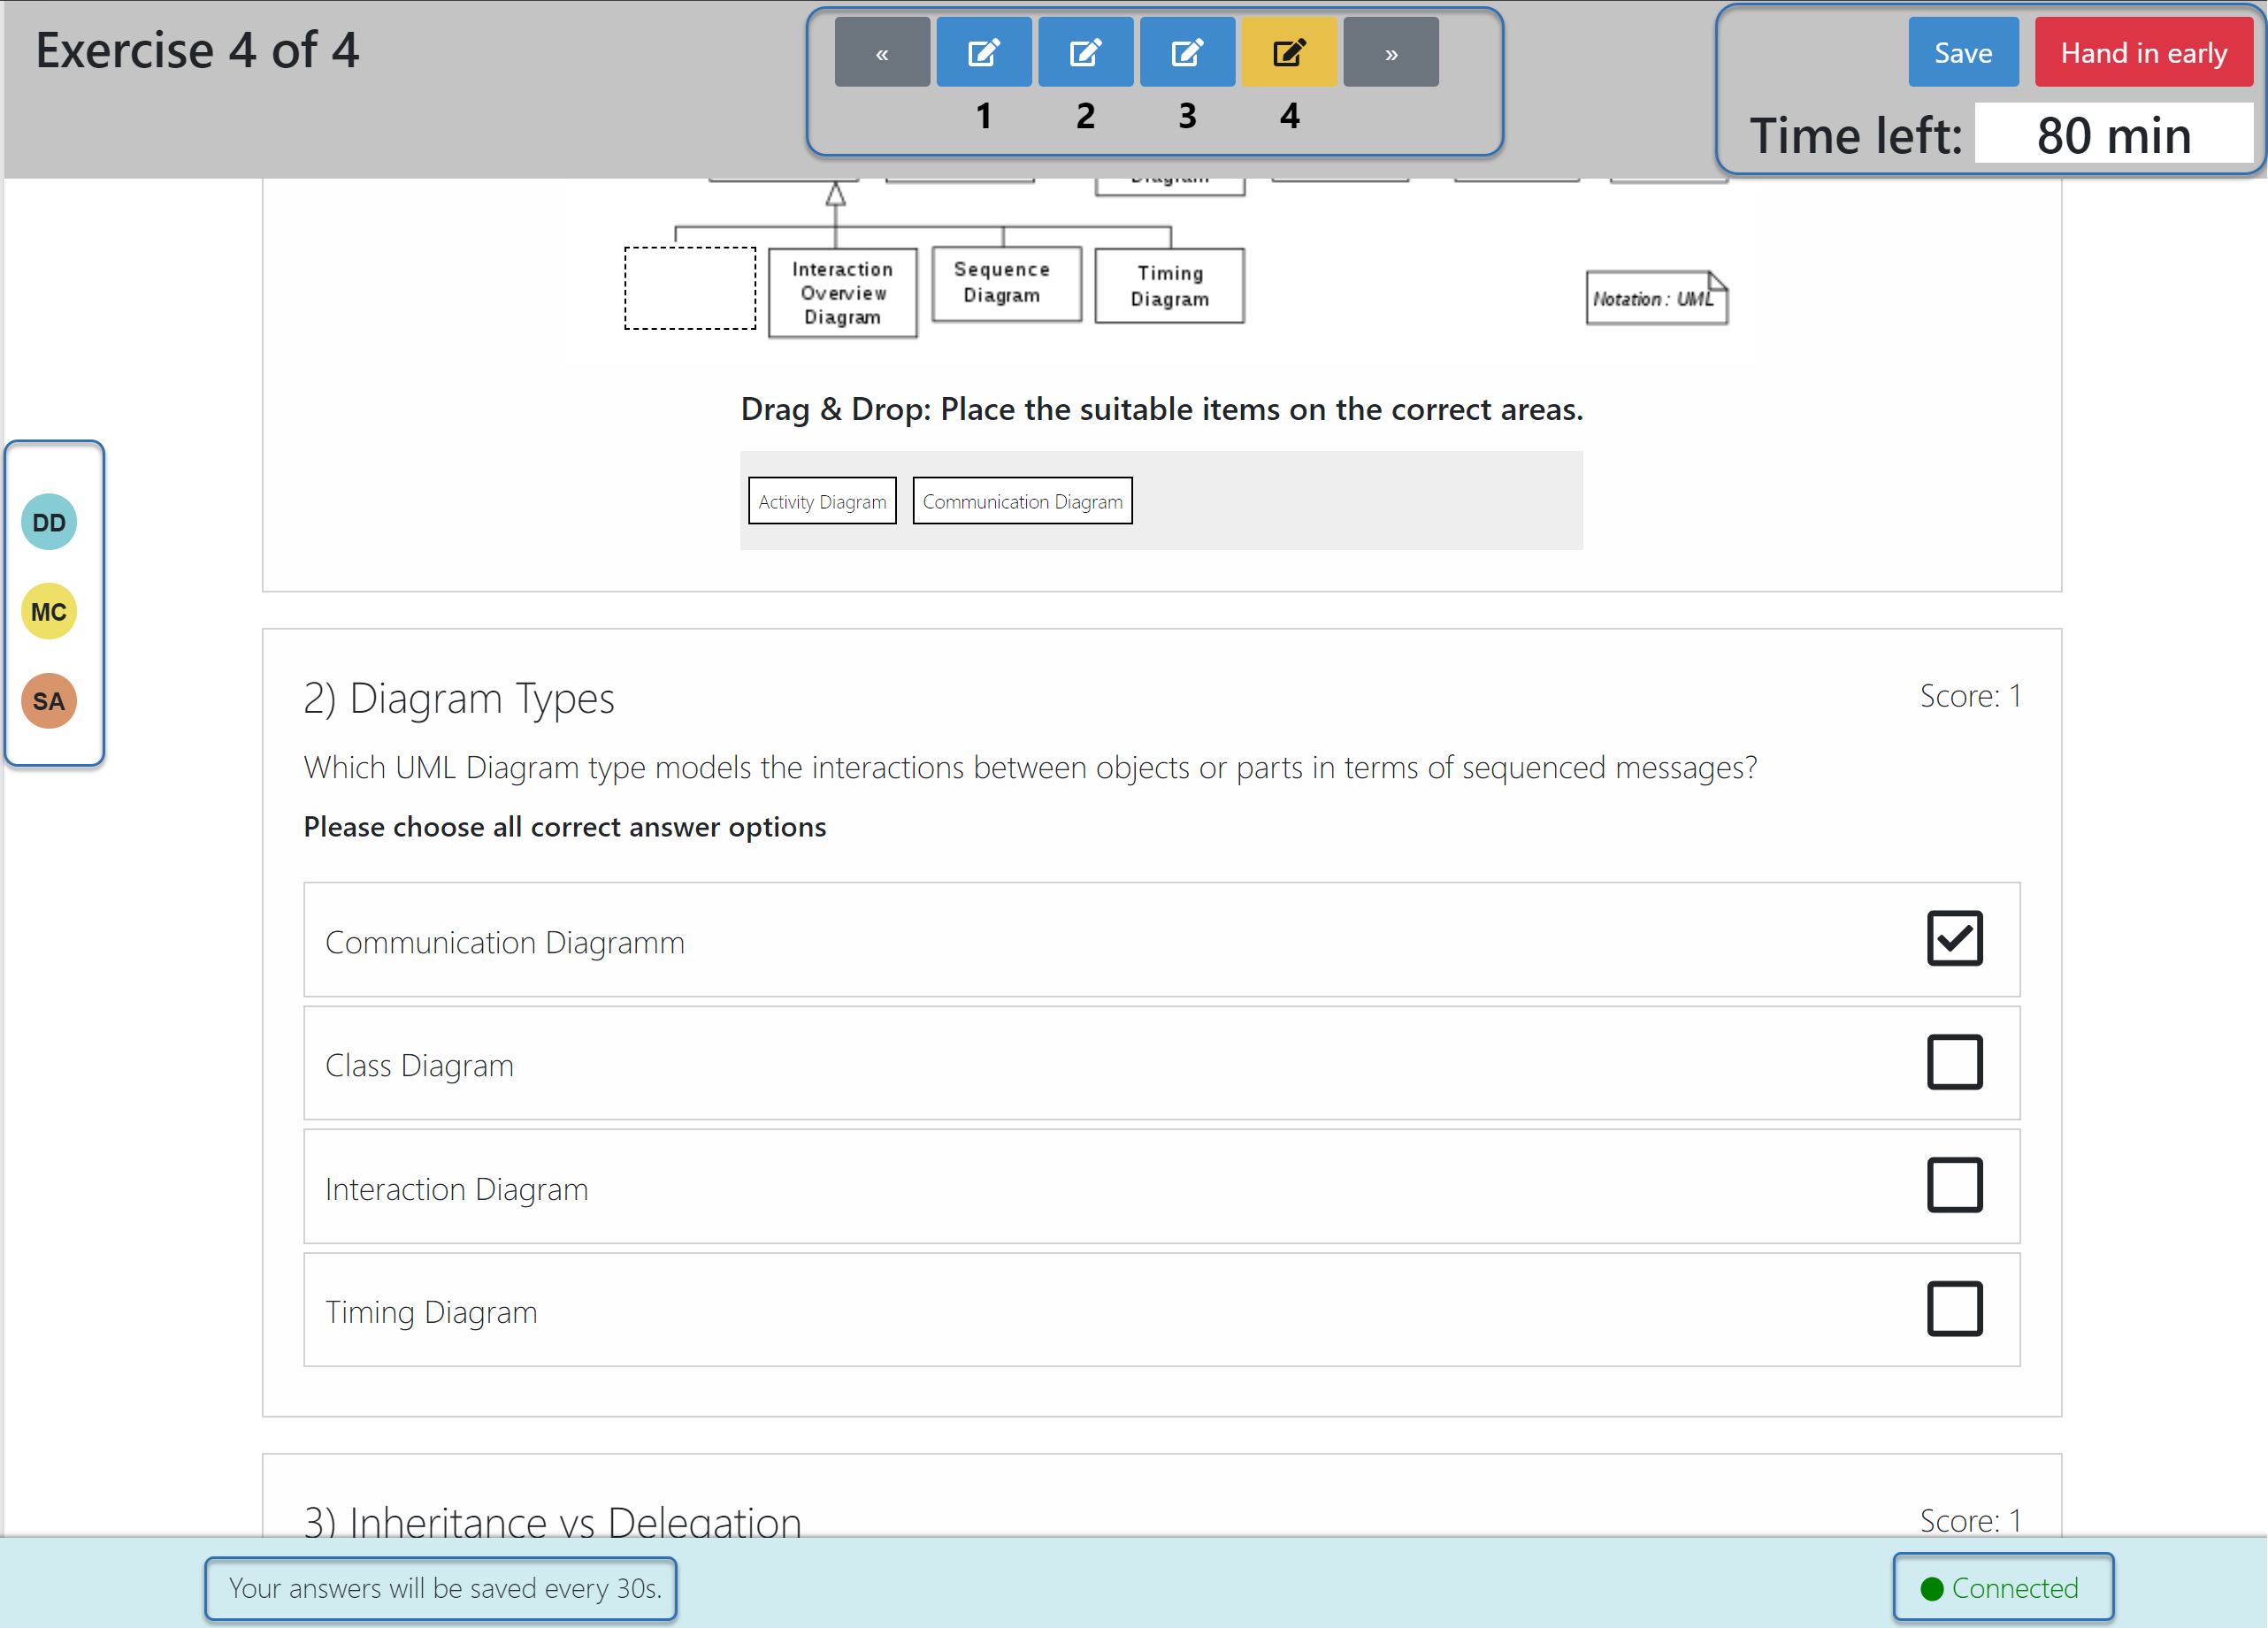 Exercise 4 of 4
«
»
1
2
3
4
Save
Hand in early
Time left:
80 min
Diagram
Interaction
Overview
Diagram
Sequence
Diagram
Timing
Diagram
Notation : UML
Drag & Drop: Place the suitable items on the correct areas.
Activity Diagram
Communication Diagram
DD
MC
SA
2) Diagram Types
Score: 1
Which UML Diagram type models the interactions between objects or parts in terms of sequenced messages?
Please choose all correct answer options
Communication Diagramm
Class Diagram
Interaction Diagram
Timing Diagram
3) Inheritance vs Delegation
Score: 1
Your answers will be saved every 30s.
Connected